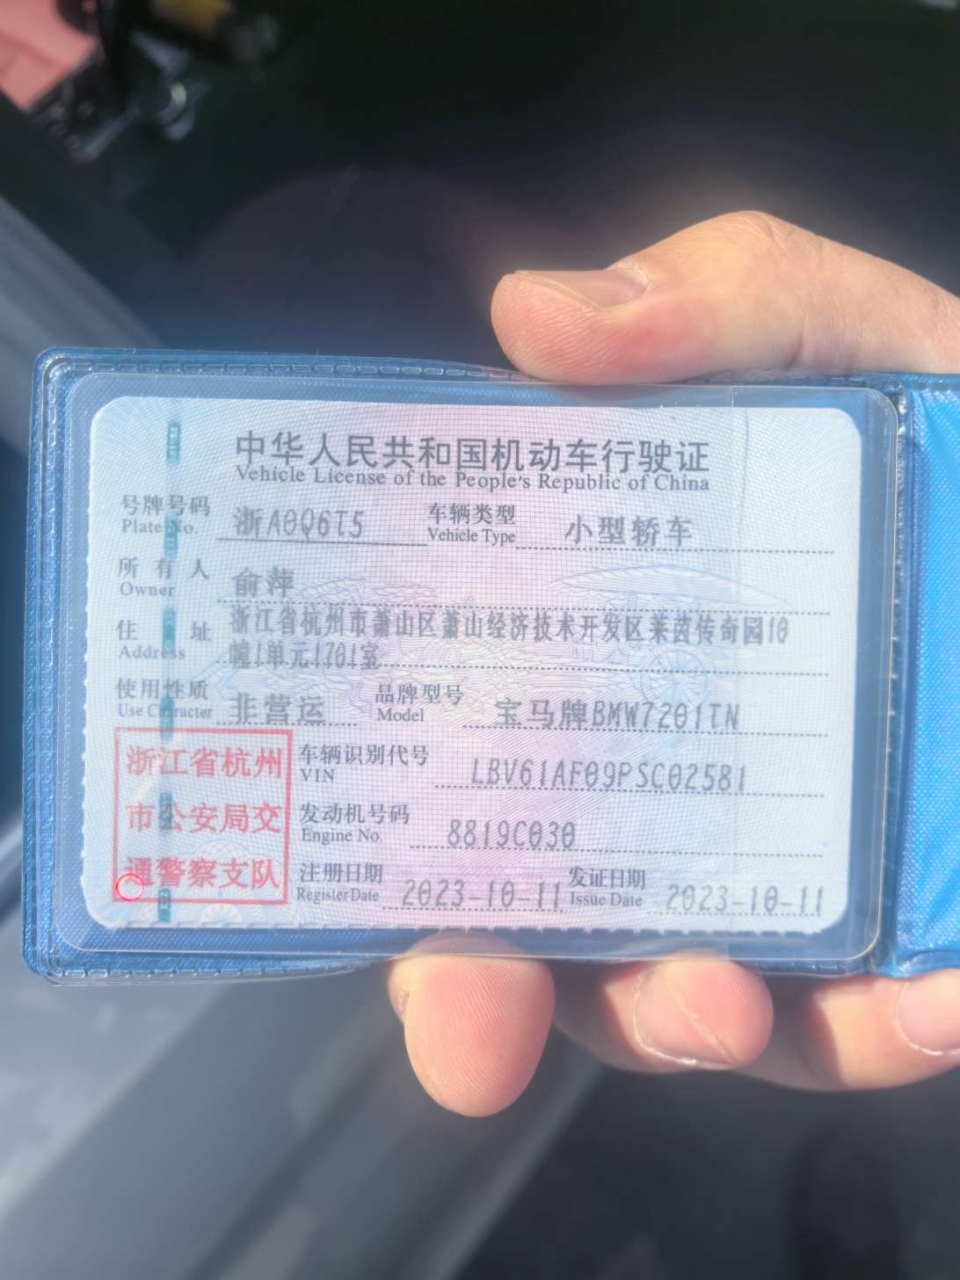 中华人民共和国机动车行驶证
Vehicle License of the People's Republic of China
号牌号码 浙A0Q6T5 车辆类型 小型轿车
Plate No. Vehicle Type
所有人 俞萍
Owner
住址 浙江省杭州市萧山区萧山经济技术开发区莱茵传奇园10
Address 幢1单元1701室
使用性质 非营运 品牌型号 宝马牌BMW7201TN
Use Character Model
浙江省杭州
市公安局交
通警察支队
车辆识别代号 LBV61AF09PSC02581
VIN
发动机号码 8819C030
Engine No.
注册日期 2023-10-11 发证日期 2023-10-11
Register Date Issue Date